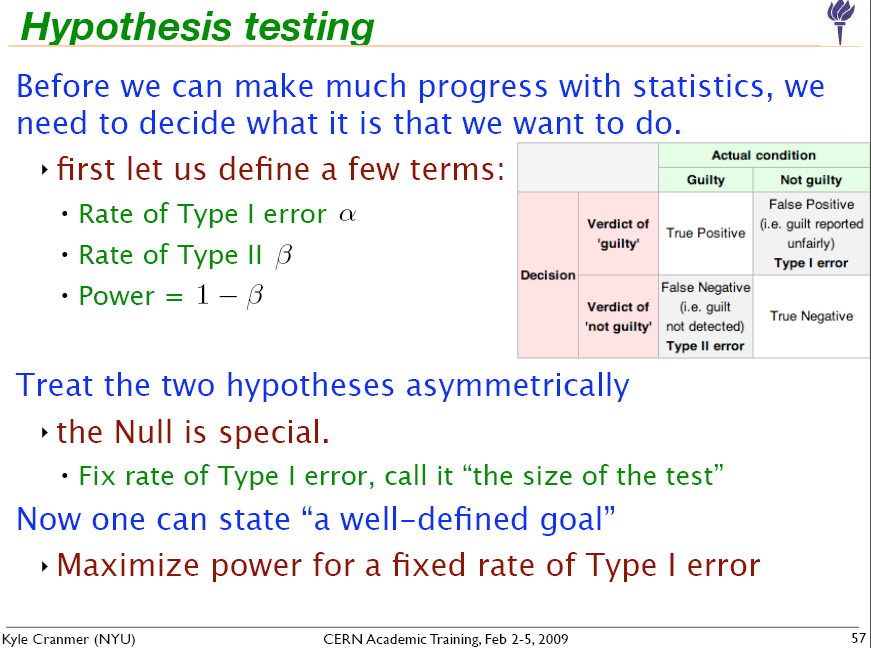 Hypothesis testing
Before we can make much progress with statistics, we
need to decide what it is that we want to do.
‣ first let us define a few terms:
• Rate of Type I error α
• Rate of Type II β
• Power = 1 − β
Actual condition
Guilty
Not guilty
Decision
Verdict of
'guilty'
True Positive
False Positive
(i.e. guilt reported
unfairly)
Type I error
Verdict of
'not guilty'
False Negative
(i.e. guilt
not detected)
Type II error
True Negative
Treat the two hypotheses asymmetrically
‣ the Null is special.
• Fix rate of Type I error, call it “the size of the test”
Now one can state “a well-defined goal”
‣ Maximize power for a fixed rate of Type I error
Kyle Cranmer (NYU)
CERN Academic Training, Feb 2-5, 2009
57